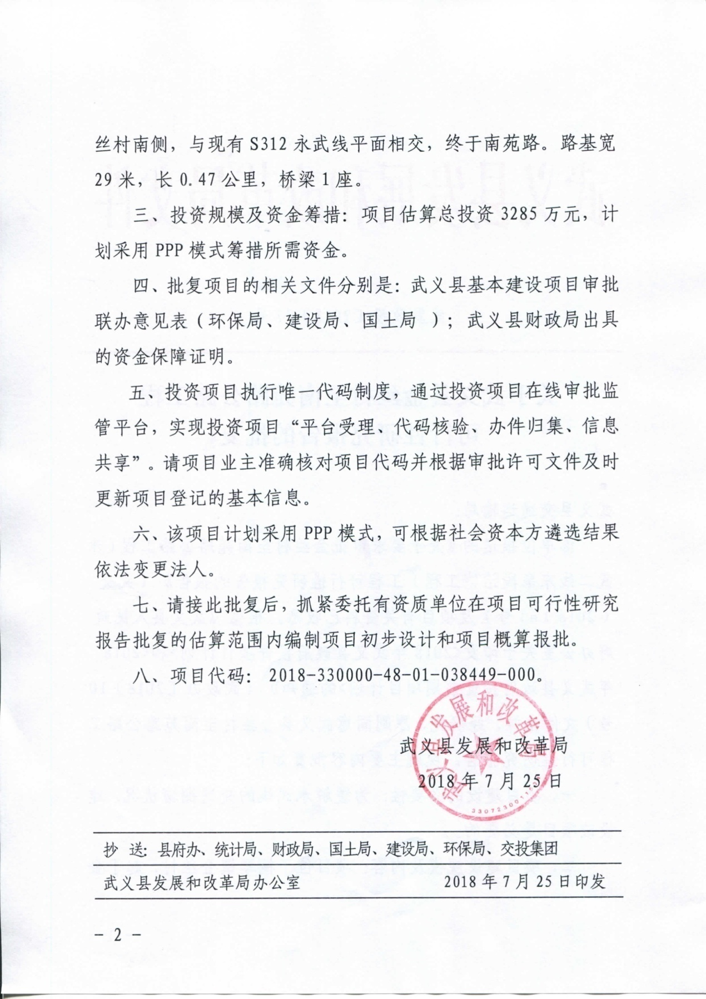 丝村南侧，与现有 S312 永武线平面相交，终于南苑路。路基宽
29 米，长 0.47 公里，桥梁 1 座。
三、投资规模及资金筹措：项目估算总投资 3285 万元，计
划采用 PPP 模式筹措所需资金。
四、批复项目的相关文件分别是：武义县基本建设项目审批
联办意见表（环保局、建设局、国土局 ）；武义县财政局出具
的资金保障证明。
五、投资项目执行唯一代码制度，通过投资项目在线审批监
管平台，实现投资项目“平台受理、代码核验、办件归集、信息
共享”。请项目业主准确核对项目代码并根据审批许可文件及时
更新项目登记的基本信息。
六、该项目计划采用 PPP 模式，可根据社会资本方遴选结果
依法变更法人。
七、请接此批复后，抓紧委托有资质单位在项目可行性研究
报告批复的估算范围内编制项目初步设计和项目概算报批。
八、项目代码： 2018-330000-48-01-038449-000。
武义县发展和改革局
武义县发展和改革局
2018 年 7 月 25 日
抄 送：县府办、统计局、财政局、国土局、建设局、环保局、交投集团
武义县发展和改革局办公室 2018 年 7 月 25 日印发
- 2 -